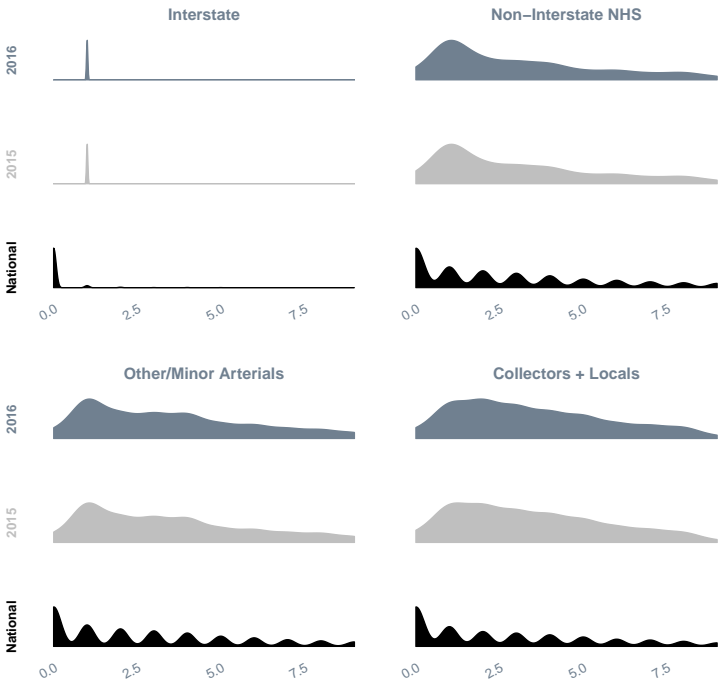 Interstate
Non−Interstate NHS
2016
2015
National
0.0 2.5 5.0 7.5
0.0 2.5 5.0 7.5
Other/Minor Arterials
Collectors + Locals
2016
2015
National
0.0 2.5 5.0 7.5
0.0 2.5 5.0 7.5